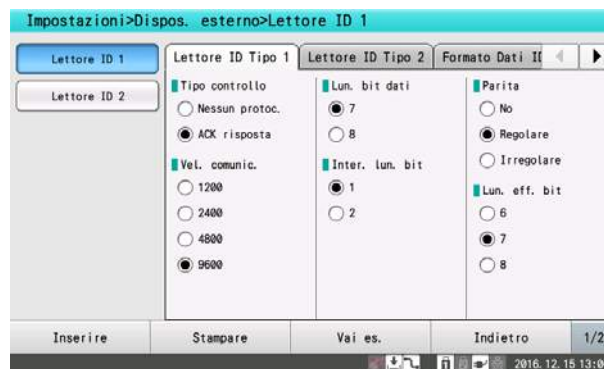 Impostazioni>Dispos. esterno>Lettore ID 1
Lettore ID 1
Lettore ID 2
Lettore ID Tipo 1
Lettore ID Tipo 2
Formato Dati
Tipo controllo
Nessun protoc.
ACK risposta
Vel. comunic.
1200
2400
4800
9600
Lun. bit dati
7
8
Inter. lun. bit
1
2
Parita
No
Regolare
Irregolare
Lun. eff. bit
6
7
8
Inserire
Stampare
Vai es.
Indietro
1/2
2016. 12. 15 13:0